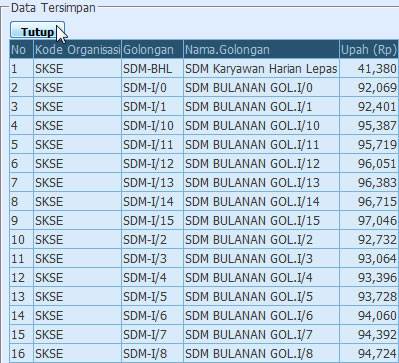 Data Tersimpan
Tutup
No Kode Organisasi Golongan Nama.Golongan Upah (Rp)
1 SKSE SDM-BHL SDM Karyawan Harian Lepas 41,380
2 SKSE SDM-I/0 SDM BULANAN GOL.I/0 92,069
3 SKSE SDM-I/1 SDM BULANAN GOL.I/1 92,401
4 SKSE SDM-I/10 SDM BULANAN GOL.I/10 95,387
5 SKSE SDM-I/11 SDM BULANAN GOL.I/11 95,719
6 SKSE SDM-I/12 SDM BULANAN GOL.I/12 96,051
7 SKSE SDM-I/13 SDM BULANAN GOL.I/13 96,383
8 SKSE SDM-I/14 SDM BULANAN GOL.I/14 96,715
9 SKSE SDM-I/15 SDM BULANAN GOL.I/15 97,046
10 SKSE SDM-I/2 SDM BULANAN GOL.I/2 92,732
11 SKSE SDM-I/3 SDM BULANAN GOL.I/3 93,064
12 SKSE SDM-I/4 SDM BULANAN GOL.I/4 93,396
13 SKSE SDM-I/5 SDM BULANAN GOL.I/5 93,728
14 SKSE SDM-I/6 SDM BULANAN GOL.I/6 94,060
15 SKSE SDM-I/7 SDM BULANAN GOL.I/7 94,392
16 SKSE SDM-I/8 SDM BULANAN GOL.I/8 94,724